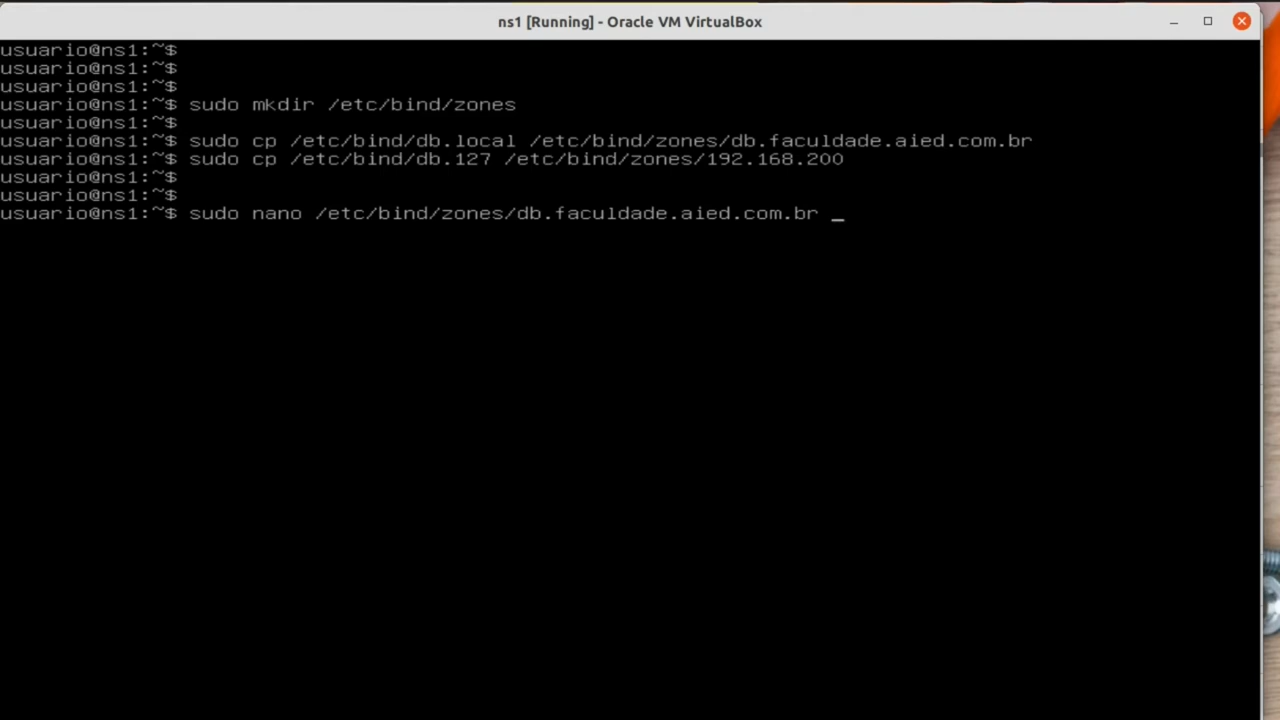 ns1 [Running] - Oracle VM VirtualBox
usuario@ns1:~$
usuario@ns1:~$
usuario@ns1:~$
usuario@ns1:~$ sudo mkdir /etc/bind/zones
usuario@ns1:~$
usuario@ns1:~$ sudo cp /etc/bind/db.local /etc/bind/zones/db.faculdade.aied.com.br
usuario@ns1:~$ sudo cp /etc/bind/db.127 /etc/bind/zones/192.168.200
usuario@ns1:~$
usuario@ns1:~$
usuario@ns1:~$ sudo nano /etc/bind/zones/db.faculdade.aied.com.br _